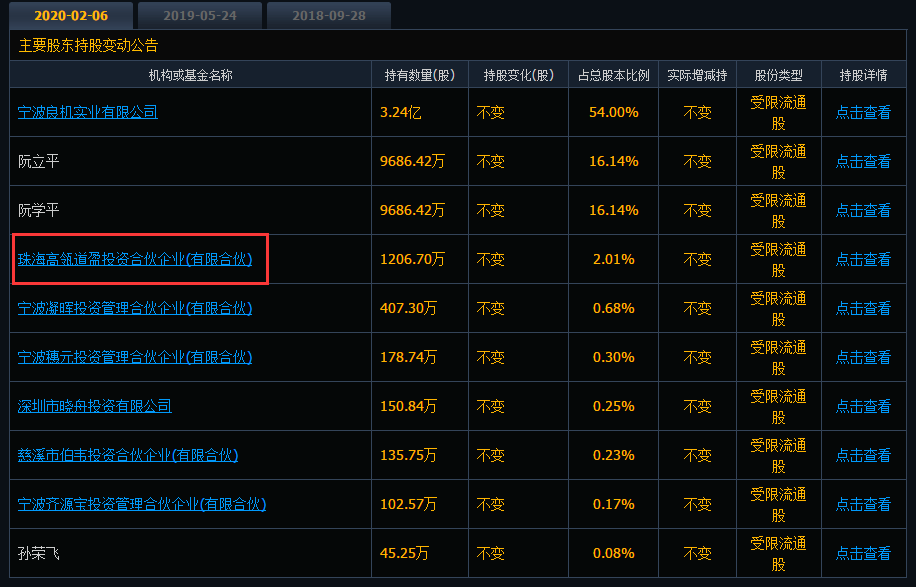 2020-02-06 2019-05-24 2018-09-28
主要股东持股变动公告
机构或基金名称 持有数量(股) 持股变化(股) 占总股本比例 实际增减持 股份类型 持股详情
宁波良机实业有限公司 3.24亿 不变 54.00% 不变 受限流通股 点击查看
阮立平 9686.42万 不变 16.14% 不变 受限流通股 点击查看
阮学平 9686.42万 不变 16.14% 不变 受限流通股 点击查看
珠海高瓴道盈投资合伙企业(有限合伙) 1206.70万 不变 2.01% 不变 受限流通股 点击查看
宁波凝晖投资管理合伙企业(有限合伙) 407.30万 不变 0.68% 不变 受限流通股 点击查看
宁波穗元投资管理合伙企业(有限合伙) 178.74万 不变 0.30% 不变 受限流通股 点击查看
深圳市晓舟投资有限公司 150.84万 不变 0.25% 不变 受限流通股 点击查看
慈溪市伯韦投资合伙企业(有限合伙) 135.75万 不变 0.23% 不变 受限流通股 点击查看
宁波齐源宝投资管理合伙企业(有限合伙) 102.57万 不变 0.17% 不变 受限流通股 点击查看
孙荣飞 45.25万 不变 0.08% 不变 受限流通股 点击查看